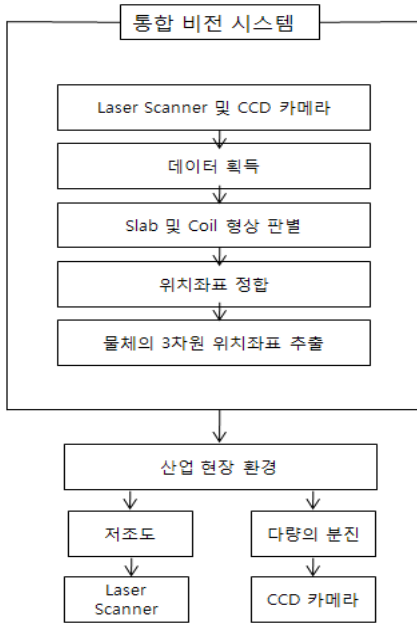 통합 비전 시스템
Laser Scanner 및 CCD 카메라
데이터 획득
Slab 및 Coil 형상 판별
위치좌표 정합
물체의 3차원 위치좌표 추출
산업 현장 환경
저조도
다량의 분진
Laser
Scanner
CCD 카메라